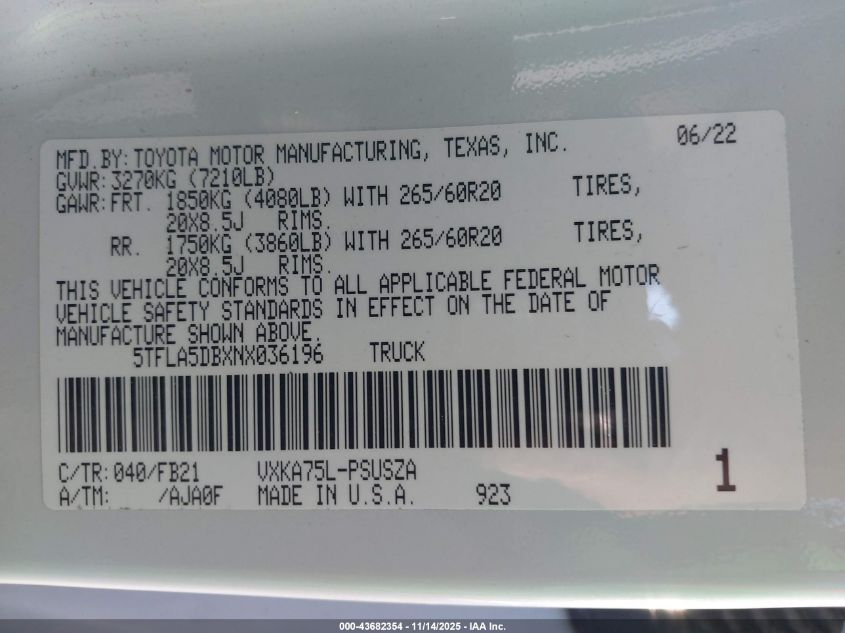 MFD.BY: TOYOTA MOTOR MANUFACTURING, TEXAS, INC. 06/22
GVWR: 3270KG (7210LB)
GAWR: FRT. 1850KG (4080LB) WITH 265/60R20 TIRES,
20X8.5J RIMS.
RR. 1750KG (3860LB) WITH 265/60R20 TIRES,
20X8.5J RIMS.
THIS VEHICLE CONFORMS TO ALL APPLICABLE FEDERAL MOTOR
VEHICLE SAFETY STANDARDS IN EFFECT ON THE DATE OF
MANUFACTURE SHOWN ABOVE.
5TFLA5DBXNX036196 TRUCK
C/TR: 040/FB21 VXKA75L-PSUSZA
A/TM: /AJA0F MADE IN U.S.A. 923
1
000-43682354 - 11/14/2025 - IAA Inc.